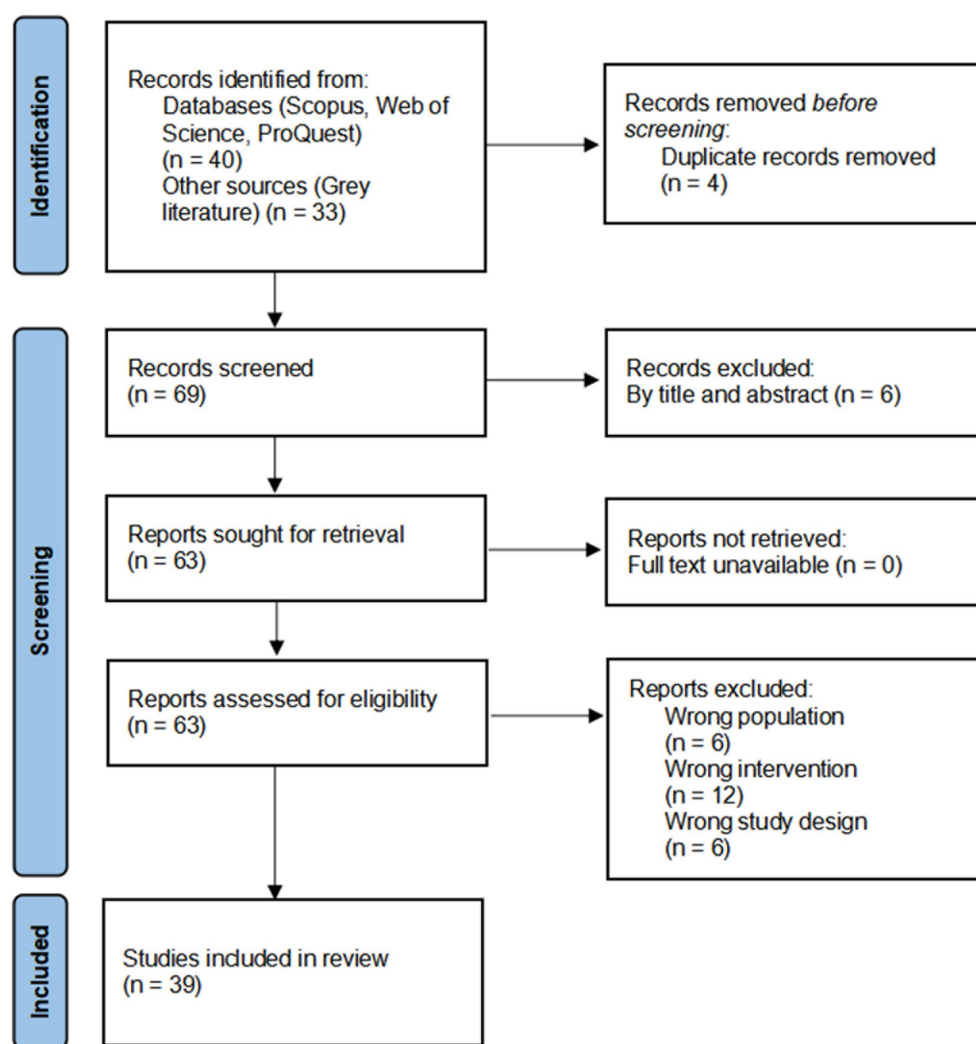 Identification
Records identified from:
Databases (Scopus, Web of
Science, ProQuest)
(n = 40)
Other sources (Grey
literature) (n = 33)
Records removed before
screening:
Duplicate records removed
(n = 4)
Screening
Records screened
(n = 69)
Records excluded:
By title and abstract (n = 6)
Reports sought for retrieval
(n = 63)
Reports not retrieved:
Full text unavailable (n = 0)
Reports assessed for eligibility
(n = 63)
Reports excluded:
Wrong population
(n = 6)
Wrong intervention
(n = 12)
Wrong study design
(n = 6)
Included
Studies included in review
(n = 39)